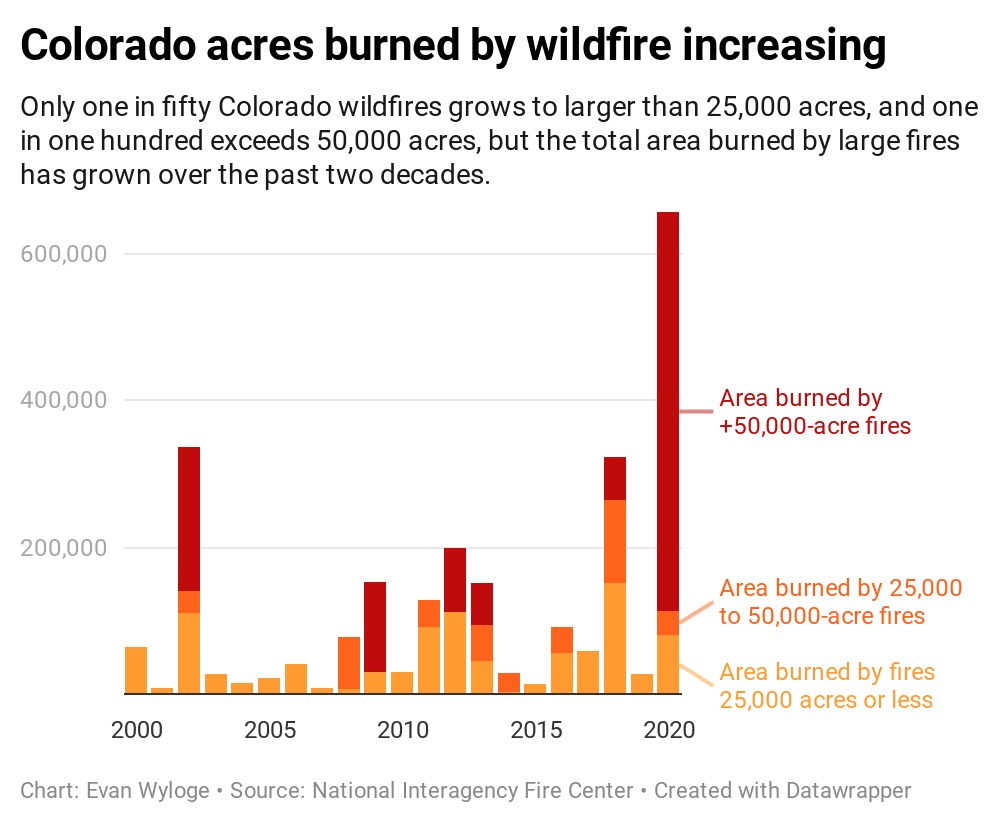 Colorado acres burned by wildfire increasing
Only one in fifty Colorado wildfires grows to larger than 25,000 acres, and one
in one hundred exceeds 50,000 acres, but the total area burned by large fires
has grown over the past two decades.
600,000
400,000
200,000
Area burned by
+50,000-acre fires
Area burned by 25,000
to 50,000-acre fires
Area burned by fires
25,000 acres or less
2000 2005 2010 2015 2020
Chart: Evan Wyloge • Source: National Interagency Fire Center • Created with Datawrapper